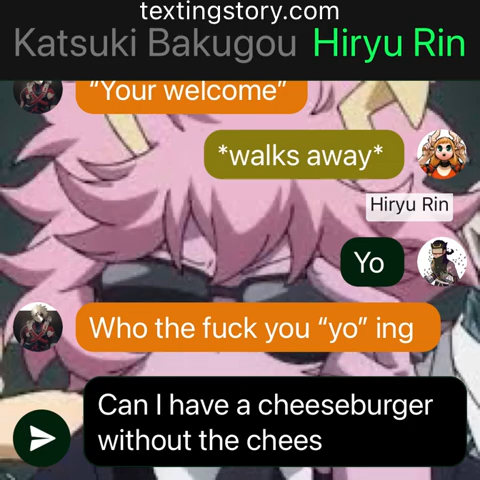 textingstory.com
Katsuki Bakugou Hiryu Rin
“Your welcome”
*walks away*
Hiryu Rin
Yo
Who the fuck you “yo” ing
Can I have a cheeseburger
without the chees